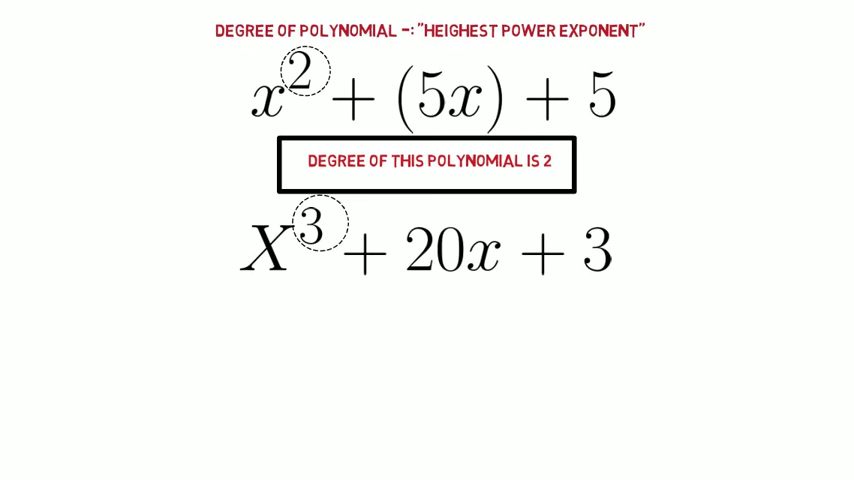 DEGREE OF POLYNOMIAL -: "HEIGHEST POWER EXPONENT"
x² + (5x) + 5
DEGREE OF THIS POLYNOMIAL IS 2
X³ + 20x + 3